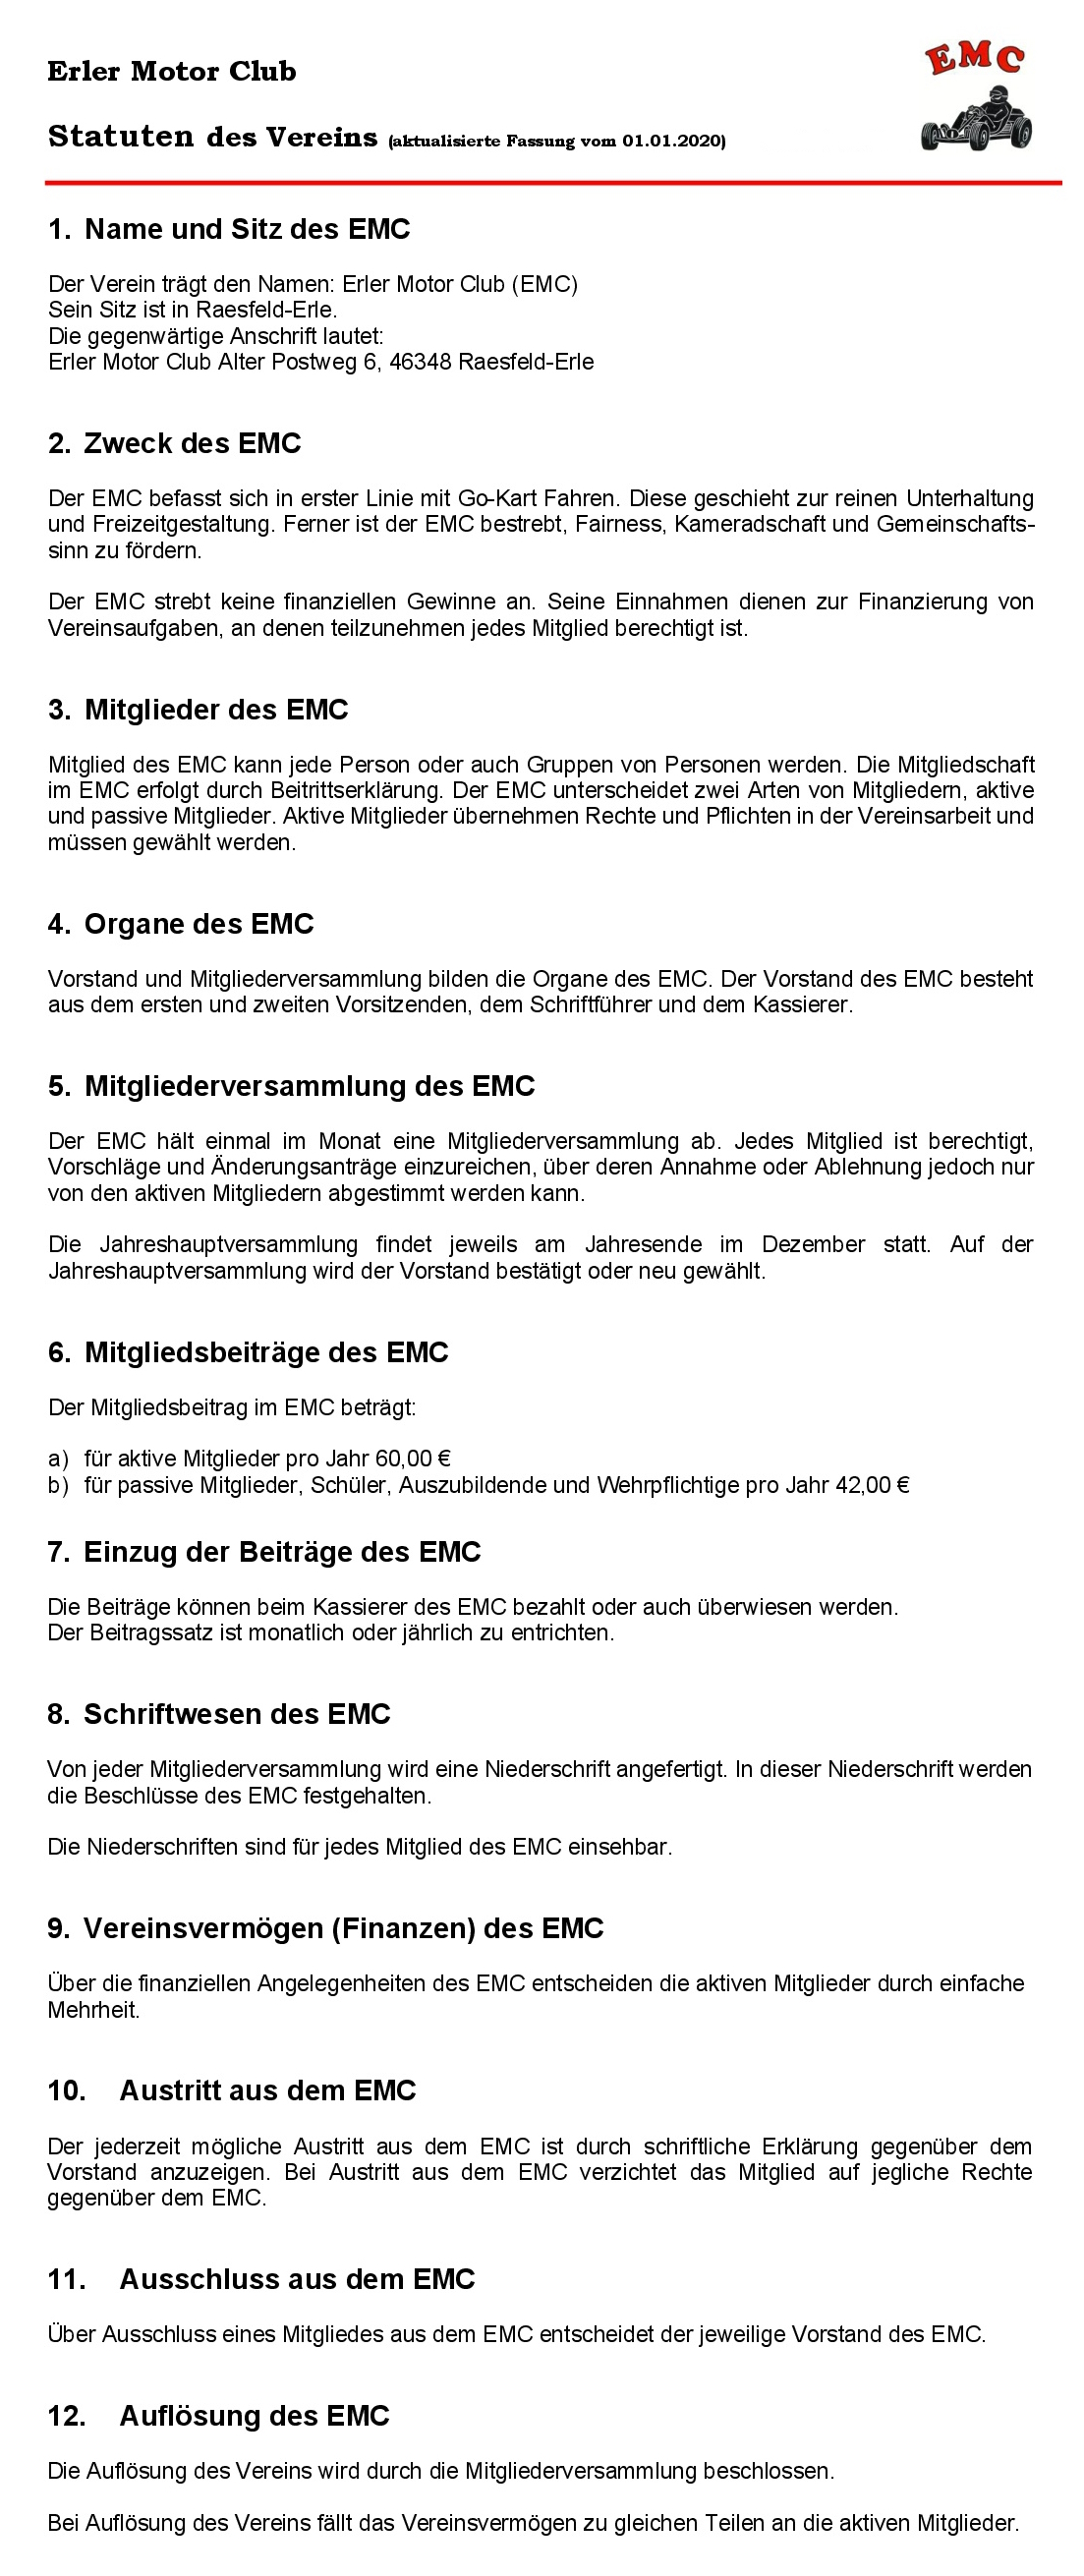 Erler Motor Club
EMC
Statuten des Vereins (aktualisierte Fassung vom 01.01.2020)
1. Name und Sitz des EMC
Der Verein trägt den Namen: Erler Motor Club (EMC)
Sein Sitz ist in Raesfeld-Erle.
Die gegenwärtige Anschrift lautet:
Erler Motor Club Alter Postweg 6, 46348 Raesfeld-Erle
2. Zweck des EMC
Der EMC befasst sich in erster Linie mit Go-Kart Fahren. Diese geschieht zur reinen Unterhaltung
und Freizeitgestaltung. Ferner ist der EMC bestrebt, Fairness, Kameradschaft und Gemeinschafts-
sinn zu fördern.
Der EMC strebt keine finanziellen Gewinne an. Seine Einnahmen dienen zur Finanzierung von
Vereinsaufgaben, an denen teilzunehmen jedes Mitglied berechtigt ist.
3. Mitglieder des EMC
Mitglied des EMC kann jede Person oder auch Gruppen von Personen werden. Die Mitgliedschaft
im EMC erfolgt durch Beitrittserklärung. Der EMC unterscheidet zwei Arten von Mitgliedern, aktive
und passive Mitglieder. Aktive Mitglieder übernehmen Rechte und Pflichten in der Vereinsarbeit und
müssen gewählt werden.
4. Organe des EMC
Vorstand und Mitgliederversammlung bilden die Organe des EMC. Der Vorstand des EMC besteht
aus dem ersten und zweiten Vorsitzenden, dem Schriftführer und dem Kassierer.
5. Mitgliederversammlung des EMC
Der EMC hält einmal im Monat eine Mitgliederversammlung ab. Jedes Mitglied ist berechtigt,
Vorschläge und Änderungsanträge einzureichen, über deren Annahme oder Ablehnung jedoch nur
von den aktiven Mitgliedern abgestimmt werden kann.
Die Jahreshauptversammlung findet jeweils am Jahresende im Dezember statt. Auf der
Jahreshauptversammlung wird der Vorstand bestätigt oder neu gewählt.
6. Mitgliedsbeiträge des EMC
Der Mitgliedsbeitrag im EMC beträgt:
a) für aktive Mitglieder pro Jahr 60,00 €
b) für passive Mitglieder, Schüler, Auszubildende und Wehrpflichtige pro Jahr 42,00 €
7. Einzug der Beiträge des EMC
Die Beiträge können beim Kassierer des EMC bezahlt oder auch überwiesen werden.
Der Beitragssatz ist monatlich oder jährlich zu entrichten.
8. Schriftwesen des EMC
Von jeder Mitgliederversammlung wird eine Niederschrift angefertigt. In dieser Niederschrift werden
die Beschlüsse des EMC festgehalten.
Die Niederschriften sind für jedes Mitglied des EMC einsehbar.
9. Vereinsvermögen (Finanzen) des EMC
Über die finanziellen Angelegenheiten des EMC entscheiden die aktiven Mitglieder durch einfache
Mehrheit.
10. Austritt aus dem EMC
Der jederzeit mögliche Austritt aus dem EMC ist durch schriftliche Erklärung gegenüber dem
Vorstand anzuzeigen. Bei Austritt aus dem EMC verzichtet das Mitglied auf jegliche Rechte
gegenüber dem EMC.
11. Ausschluss aus dem EMC
Über Ausschluss eines Mitgliedes aus dem EMC entscheidet der jeweilige Vorstand des EMC.
12. Auflösung des EMC
Die Auflösung des Vereins wird durch die Mitgliederversammlung beschlossen.
Bei Auflösung des Vereins fällt das Vereinsvermögen zu gleichen Teilen an die aktiven Mitglieder.